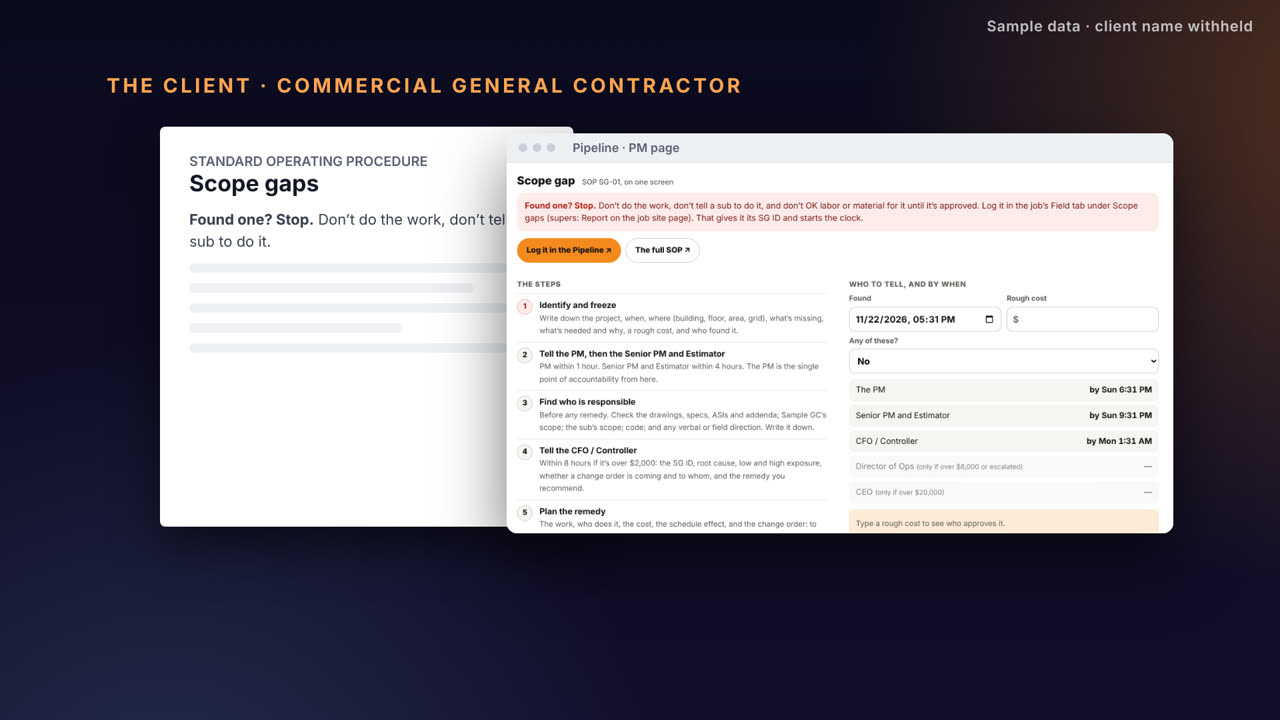 Sample data · client name withheld
THE CLIENT · COMMERCIAL GENERAL CONTRACTOR
STANDARD OPERATING PROCEDURE
Scope gaps
Found one? Stop. Don't do the work, don't tel
sub to do it.
Pipeline · PM page
Scope gap SOP SG-01, on one screen
Found one? Stop. Don't do the work, don't tell a sub to do it, and don't OK labor or material for it until it's approved. Log it in the job's Field tab under Scope
gaps (supers: Report on the job site page). That gives it its SG ID and starts the clock.
Log it in the Pipeline ↗ The full SOP ↗
THE STEPS
1 Identify and freeze
Write down the project, when, where (building, floor, area, grid), what's missing,
what's needed and why, a rough cost, and who found it.
2 Tell the PM, then the Senior PM and Estimator
PM within 1 hour. Senior PM and Estimator within 4 hours. The PM is the single
point of accountability from here.
3 Find who is responsible
Before any remedy. Check the drawings, specs, ASIs and addenda; Sample GC's
scope; the sub's scope; code; and any verbal or field direction. Write it down.
4 Tell the CFO / Controller
Within 8 hours if it's over $2,000: the SG ID, root cause, low and high exposure,
whether a change order is coming and to whom, and the remedy you
recommend.
5 Plan the remedy
The work, who does it, the cost, the schedule effect, and the change order: to
WHO TO TELL, AND BY WHEN
Found Rough cost
11/22/2026, 05:31 PM $
Any of these?
No
The PM by Sun 6:31 PM
Senior PM and Estimator by Sun 9:31 PM
CFO / Controller by Mon 1:31 AM
Director of Ops (only if over $8,000 or escalated) —
CEO (only if over $20,000) —
Type a rough cost to see who approves it.